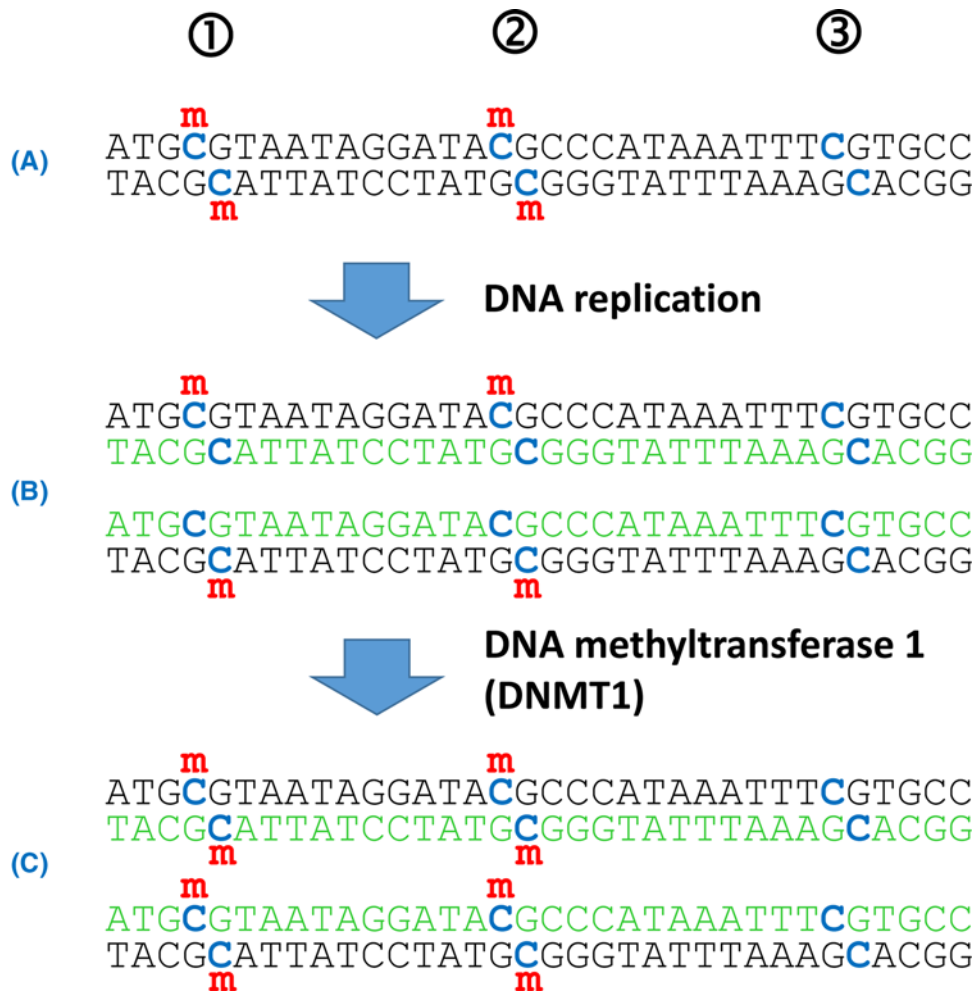 ① ② ③
m m
(A)
ATGCGTAATAGGATACGCCCATAAATTTCGTGCC
TACGCATTATCCTATGCGGGTATTTAAAGCACGG
m m
DNA replication
m m
ATGCGTAATAGGATACGCCCATAAATTTCGTGCC
TACGCATTATCCTATGCGGGTATTTAAAGCACGG
(B)
ATGCGTAATAGGATACGCCCATAAATTTCGTGCC
TACGCATTATCCTATGCGGGTATTTAAAGCACGG
m m
DNA methyltransferase 1
(DNMT1)
m m
ATGCGTAATAGGATACGCCCATAAATTTCGTGCC
TACGCATTATCCTATGCGGGTATTTAAAGCACGG
m m
(C)
m m
ATGCGTAATAGGATACGCCCATAAATTTCGTGCC
TACGCATTATCCTATGCGGGTATTTAAAGCACGG
m m